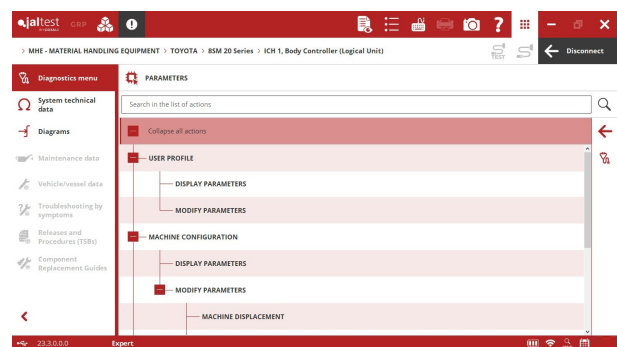 jaltest GRP
> MHE - MATERIAL HANDLING EQUIPMENT > TOYOTA > 8SM 20 Series > ICH 1, Body Controller (Logical Unit)
TEST
Disconnect
Diagnostics menu
PARAMETERS
System technical
data
Search in the list of actions
Diagrams
Collapse all actions
Maintenance data
USER PROFILE
Vehicle/vessel data
DISPLAY PARAMETERS
Troubleshooting by
symptoms
MODIFY PARAMETERS
Releases and
Procedures (TSBs)
MACHINE CONFIGURATION
Component
Replacement Guides
DISPLAY PARAMETERS
MODIFY PARAMETERS
MACHINE DISPLACEMENT
23.3.0.0.0 Expert